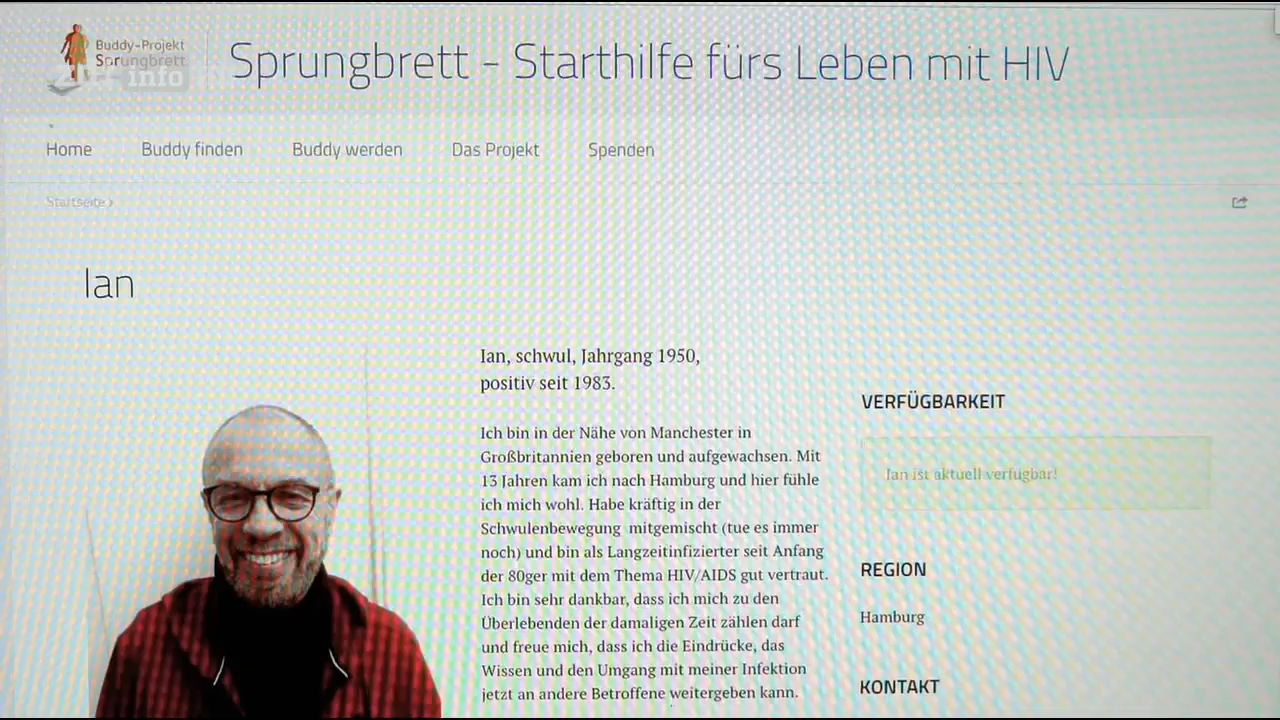 Buddy-Projekt
Sprungbrett
info
Sprungbrett - Starthilfe fürs Leben mit HIV
Home
Buddy finden
Buddy werden
Das Projekt
Spenden
Startseite ›
Ian
Ian, schwul, Jahrgang 1950,
positiv seit 1983.
Ich bin in der Nähe von Manchester in
Großbritannien geboren und aufgewachsen. Mit
13 Jahren kam ich nach Hamburg und hier fühle
ich mich wohl. Habe kräftig in der
Schwulenbewegung mitgemischt (tue es immer
noch) und bin als Langzeitinfizierter seit Anfang
der 80ger mit dem Thema HIV/AIDS gut vertraut.
Ich bin sehr dankbar, dass ich mich zu den
Überlebenden der damaligen Zeit zählen darf
und freue mich, dass ich die Eindrücke, das
Wissen und den Umgang mit meiner Infektion
jetzt an andere Betroffene weitergeben kann.
VERFÜGBARKEIT
Ian ist aktuell verfügbar!
REGION
Hamburg
KONTAKT